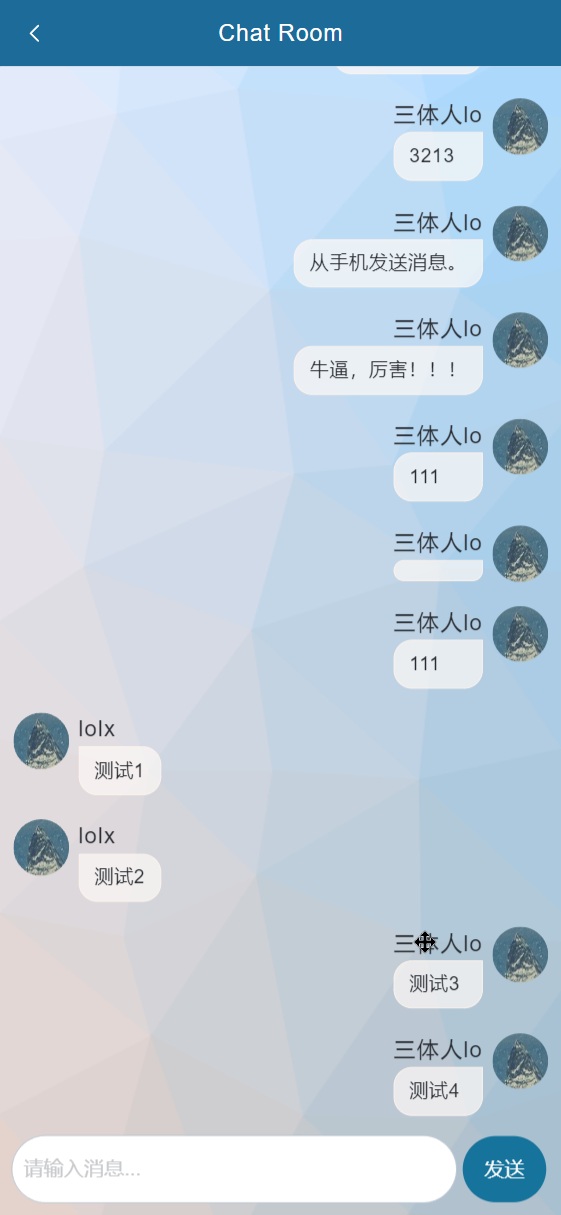 Chat Room
三体人lo
3213
三体人lo
从手机发送消息。
三体人lo
牛逼，厉害！！！
三体人lo
111
三体人lo
三体人lo
111
lolx
测试1
lolx
测试2
三体人lo
测试3
三体人lo
测试4
请输入消息...
发送